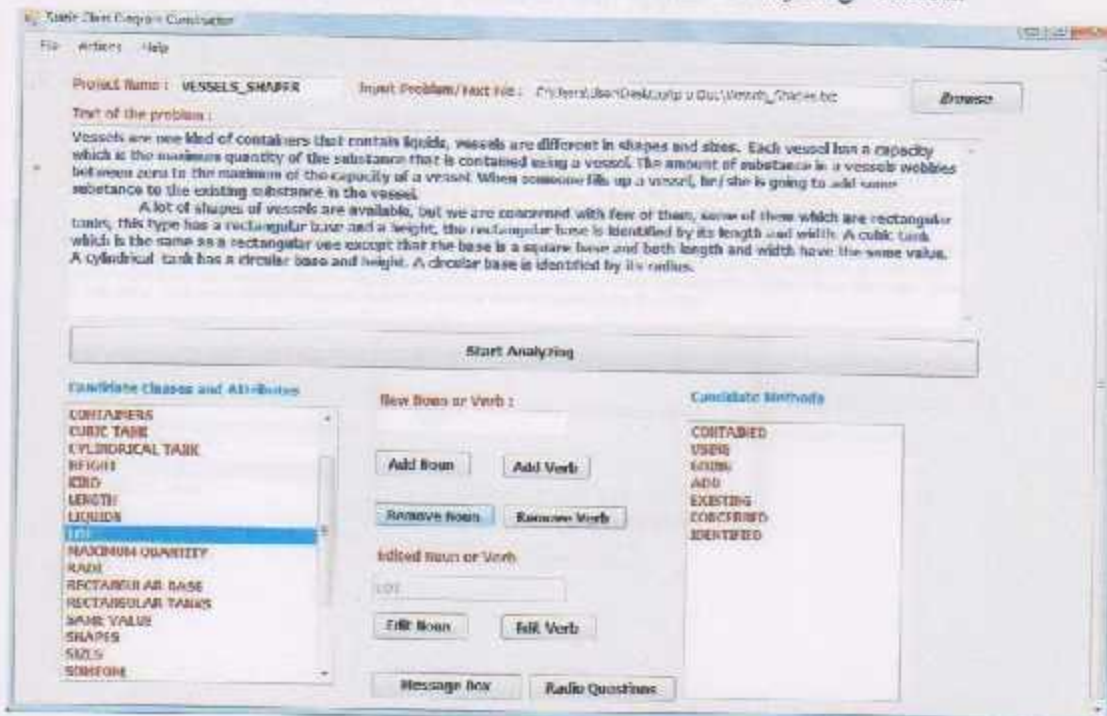 Static Class Diagram Constructor
File Actions Help
Project Name : VESSELS_SHAPER Input Problem/Text File : Browse
Text of the problem :
Vessels are one kind of containers that contain liquids, vessels are different in shapes and sizes. Each vessel has a capacity
which is the maximum quantity of the substance that is contained using a vessel. The amount of substance in a vessels wobbles
between zero to the maximum of the capacity of a vessel. When someone fills up a vessel, he/she is going to add some
substance to the existing substance in the vessel.
A lot of shapes of vessels are available, but we are concerned with few of them, some of them which are rectangular
tanks, this type has a rectangular base and a height, the rectangular base is identified by its length and width. A cubic tank
which is the same as a rectangular one except that the base is a square base and both length and width have the same value.
A cylindrical tank has a circular base and height. A circular base is identified by its radius.
Start Analyzing
Candidate Classes and Attributes
CONTAINERS
CUBIC TANK
CYLINDRICAL TANK
HEIGHT
KIND
LENGTH
LIQUIDS
LOT
MAXIMUM QUANTITY
RADI
RECTANGULAR BASE
RECTANGULAR TANKS
SAME VALUE
SHAPES
SIZES
SOMEONE
New Noun or Verb :
Add Noun Add Verb
Remove Noun Remove Verb
Edited Noun or Verb
LOT
Edit Noun Edit Verb
Message Box Radio Questions
Candidate Methods
CONTAINED
USING
GOING
ADD
EXISTING
CONCERNED
IDENTIFIED